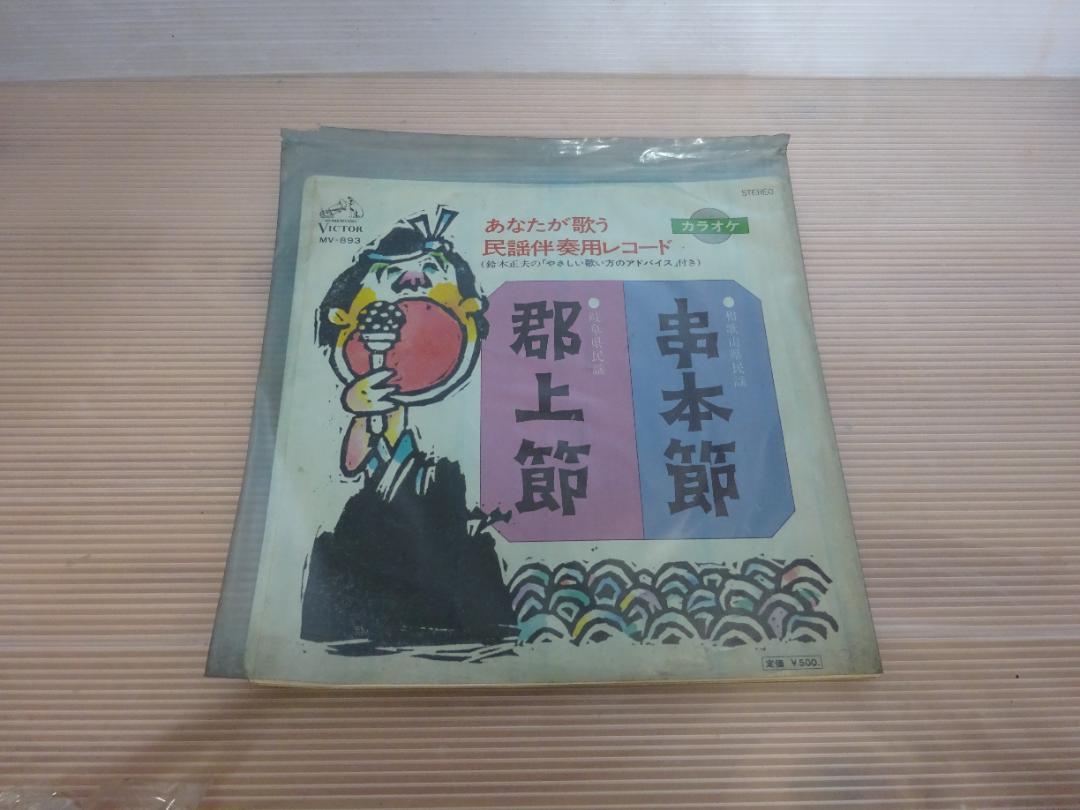 STEREO
VICTOR
MV-893
あなたが歌う
民謡伴奏用レコード
カラオケ
(鈴木正夫の「やさしい歌い方のアドバイス」付き)
●和歌山県民謡
串本節
●岐阜県民謡
郡上節
定価 ¥500.